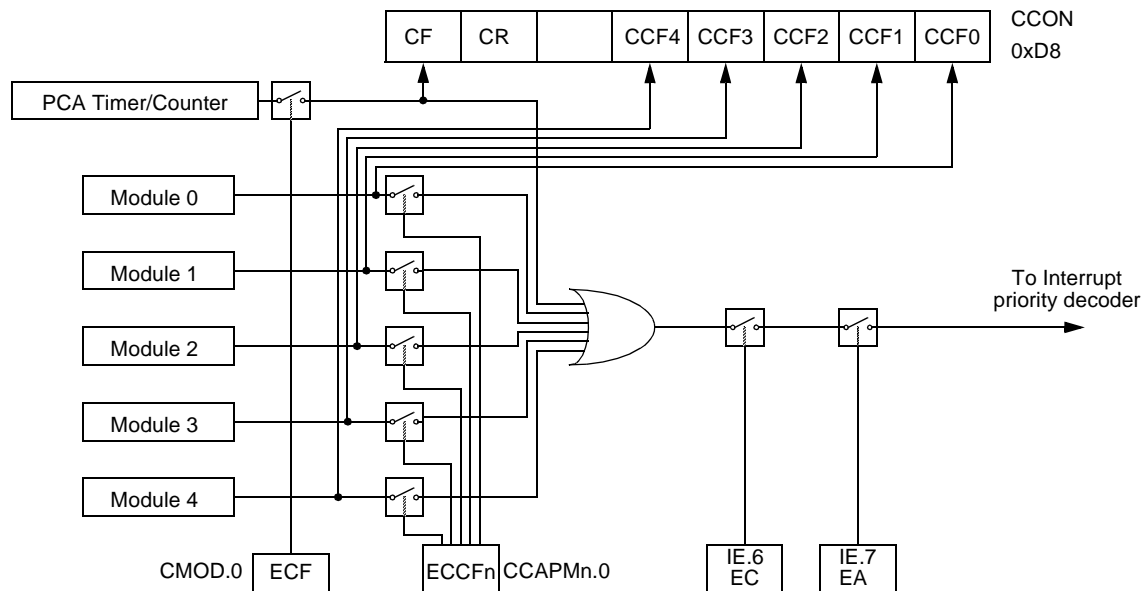 CF CR CCF4 CCF3 CCF2 CCF1 CCF0
CCON
0xD8
PCA Timer/Counter
Module 0
Module 1
Module 2
Module 3
Module 4
To Interrupt
priority decoder
CMOD.0 ECF
ECCFn CCAPMn.0
IE.6
EC
IE.7
EA